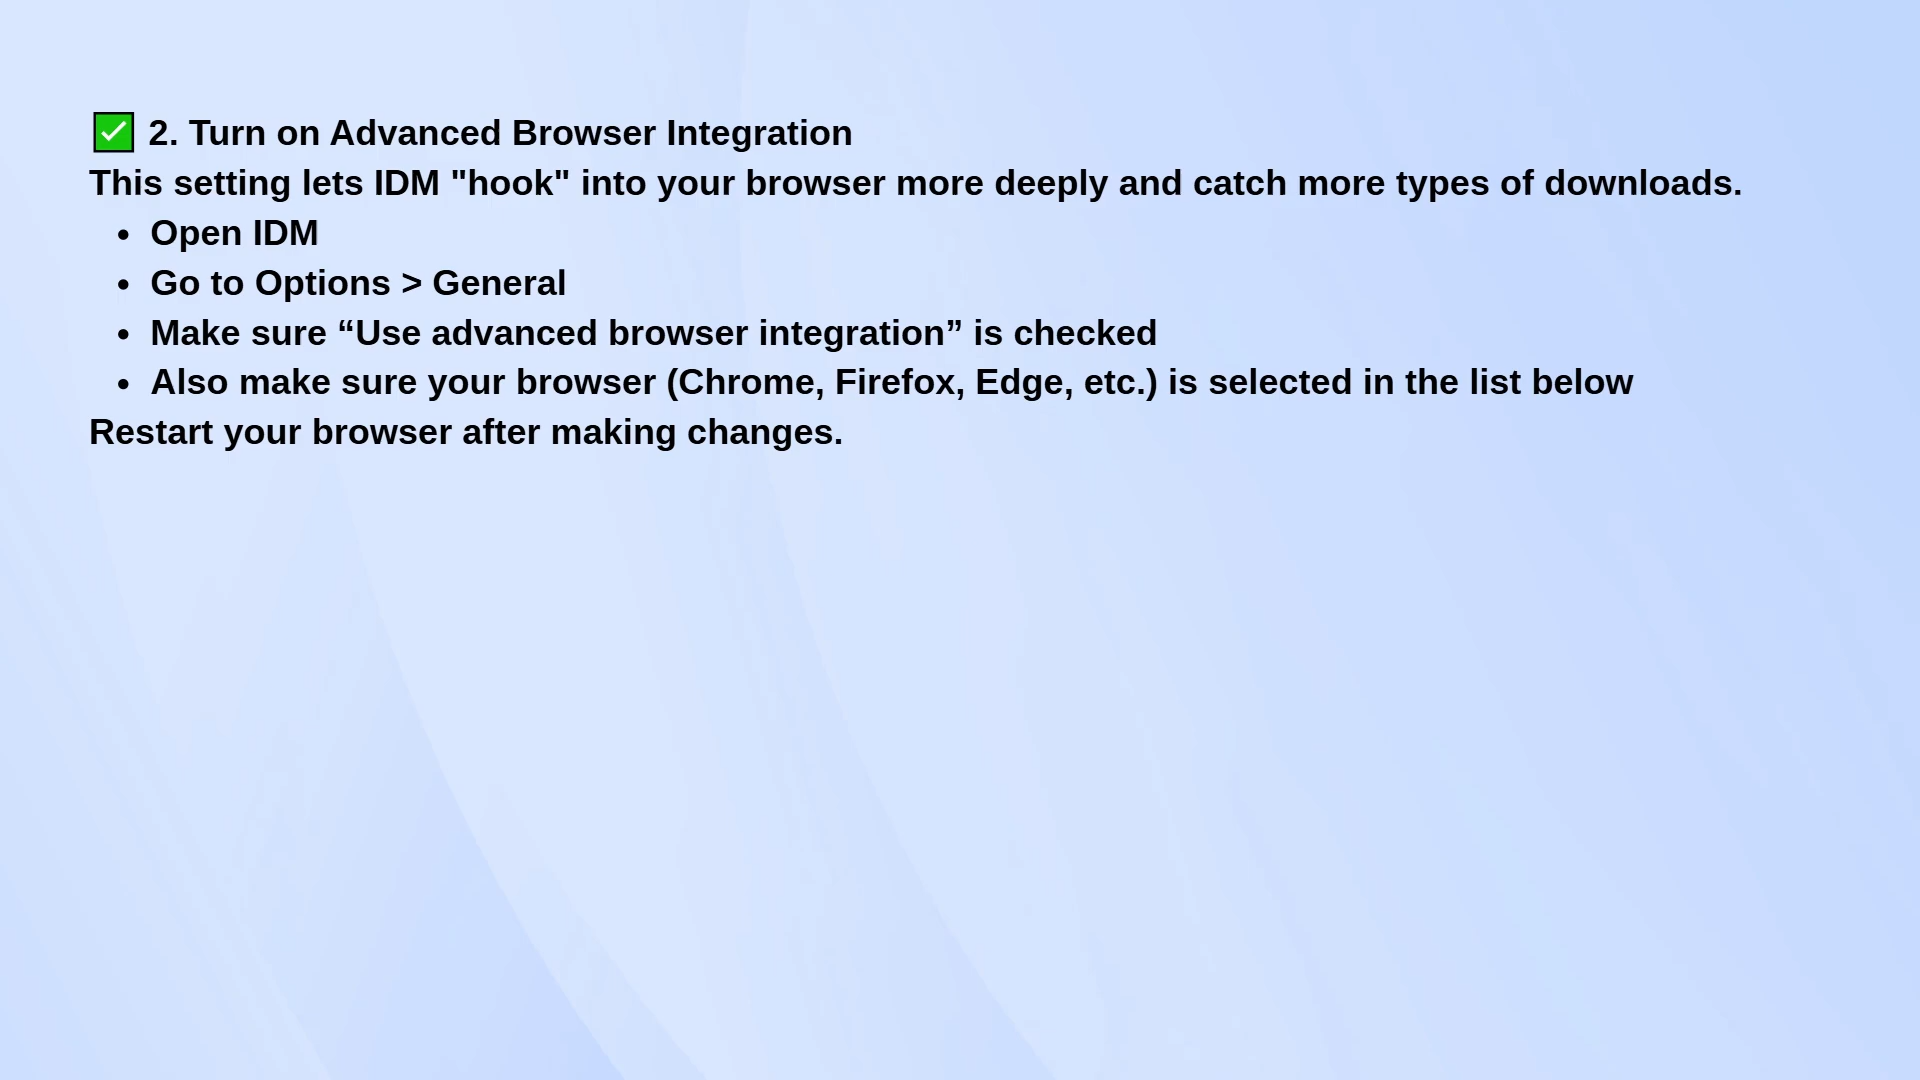 ✅ 2. Turn on Advanced Browser Integration
This setting lets IDM "hook" into your browser more deeply and catch more types of downloads.
• Open IDM
• Go to Options > General
• Make sure “Use advanced browser integration” is checked
• Also make sure your browser (Chrome, Firefox, Edge, etc.) is selected in the list below
Restart your browser after making changes.